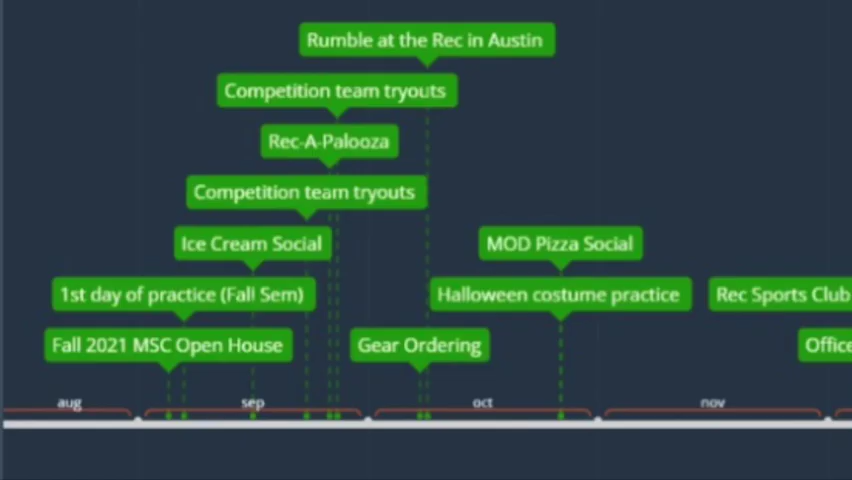 Rumble at the Rec in Austin
Competition team tryouts
Rec-A-Palooza
Competition team tryouts
Ice Cream Social
MOD Pizza Social
1st day of practice (Fall Sem)
Halloween costume practice
Rec Sports Club
Fall 2021 MSC Open House
Gear Ordering
Office
aug
sep
oct
nov